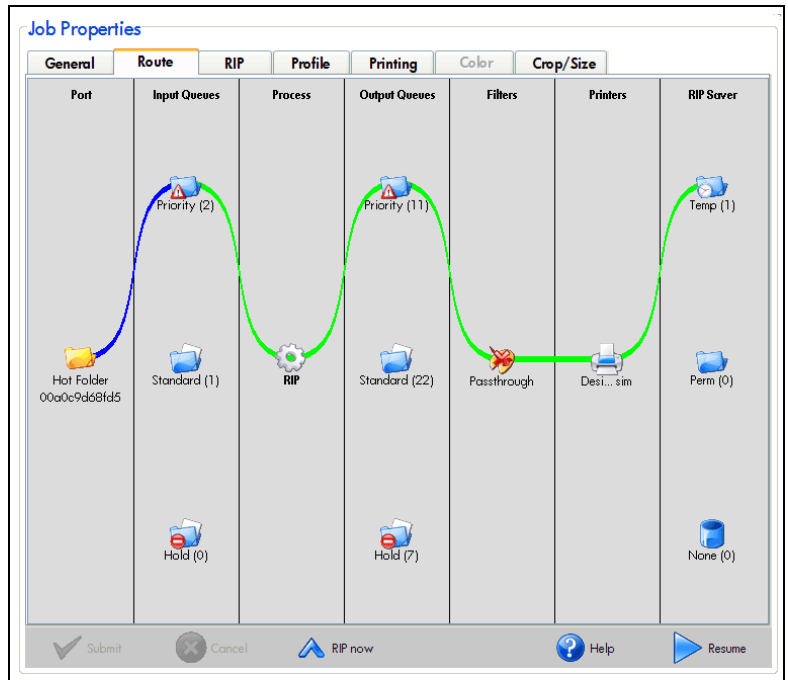 Job Properties
General Route RIP Profile Printing Color Crop/Size
Port Input Queues Process Output Queues Filters Printers RIP Saver
Priority (2) Priority (11) Temp (1)
Hot Folder Standard (1) RIP Standard (22) Passthrough Desi... sim Perm (0)
00a0c9d68fd5
Hold (0) Hold (7) None (0)
Submit Cancel RIP now Help Resume